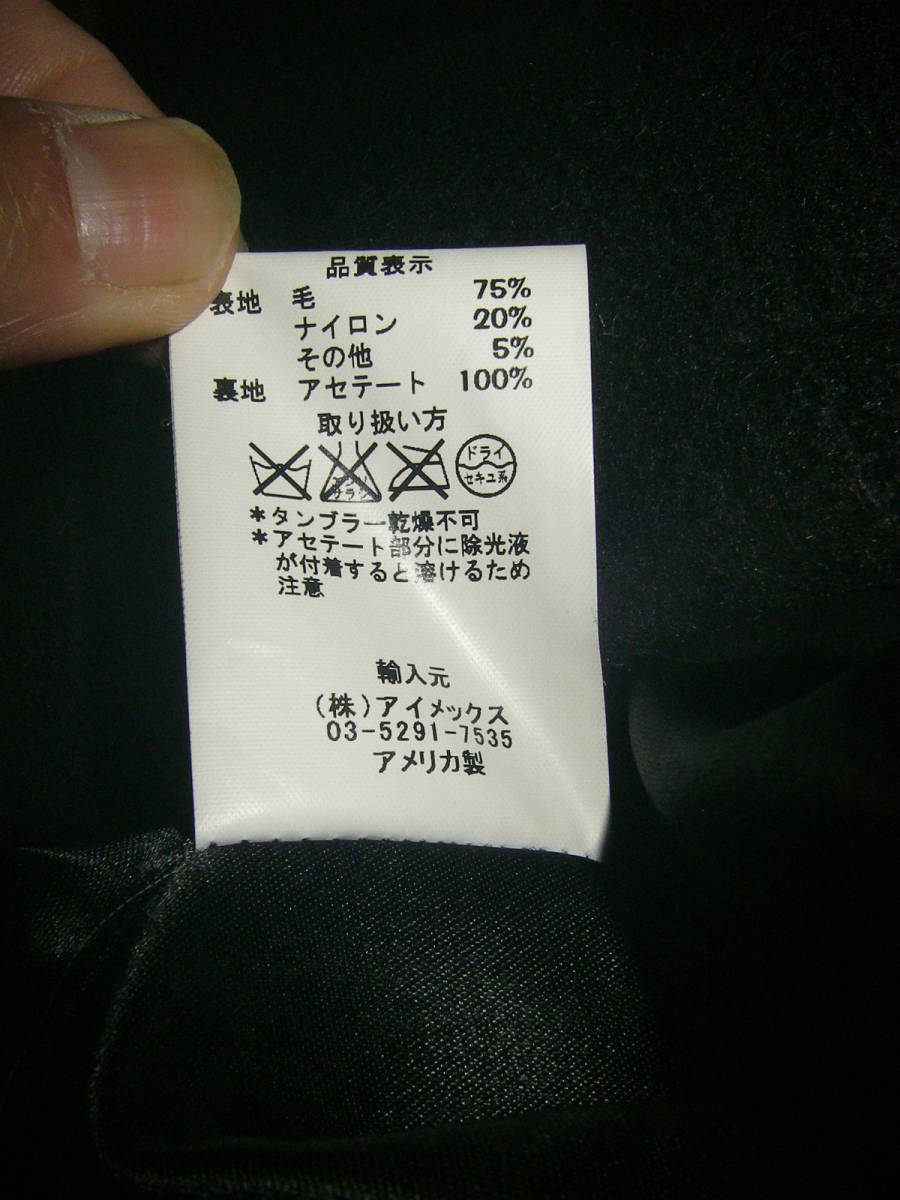 品質表示
表地 毛 75%
ナイロン 20%
その他 5%
裏地 アセテート 100%
取り扱い方
ドライ
セキユ系
*タンブラー乾燥不可
*アセテート部分に除光液
が付着すると溶けるため
注意
輸入元
(株)アイメックス
03-5291-7535
アメリカ製